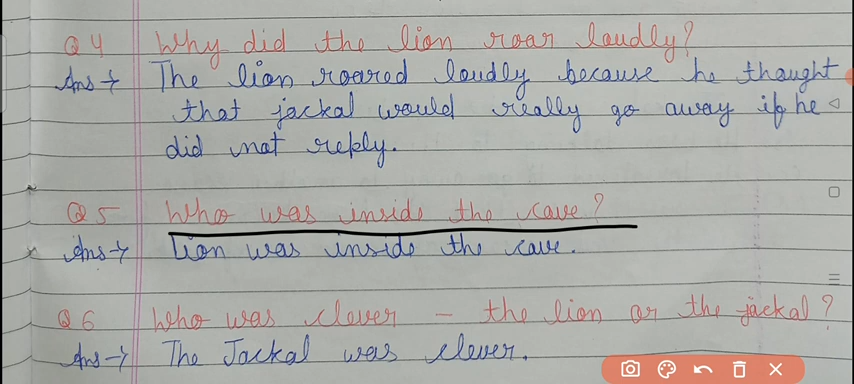 Q 4 Why did the lion roar loudly?
Ans → The lion roared loudly because he thought
that jackal would really go away if he
did not reply.
Q 5 Who was inside the cave?
Ans → Lion was inside the cave.
Q 6 Who was clever - the lion or the jackal?
Ans → The Jackal was clever.